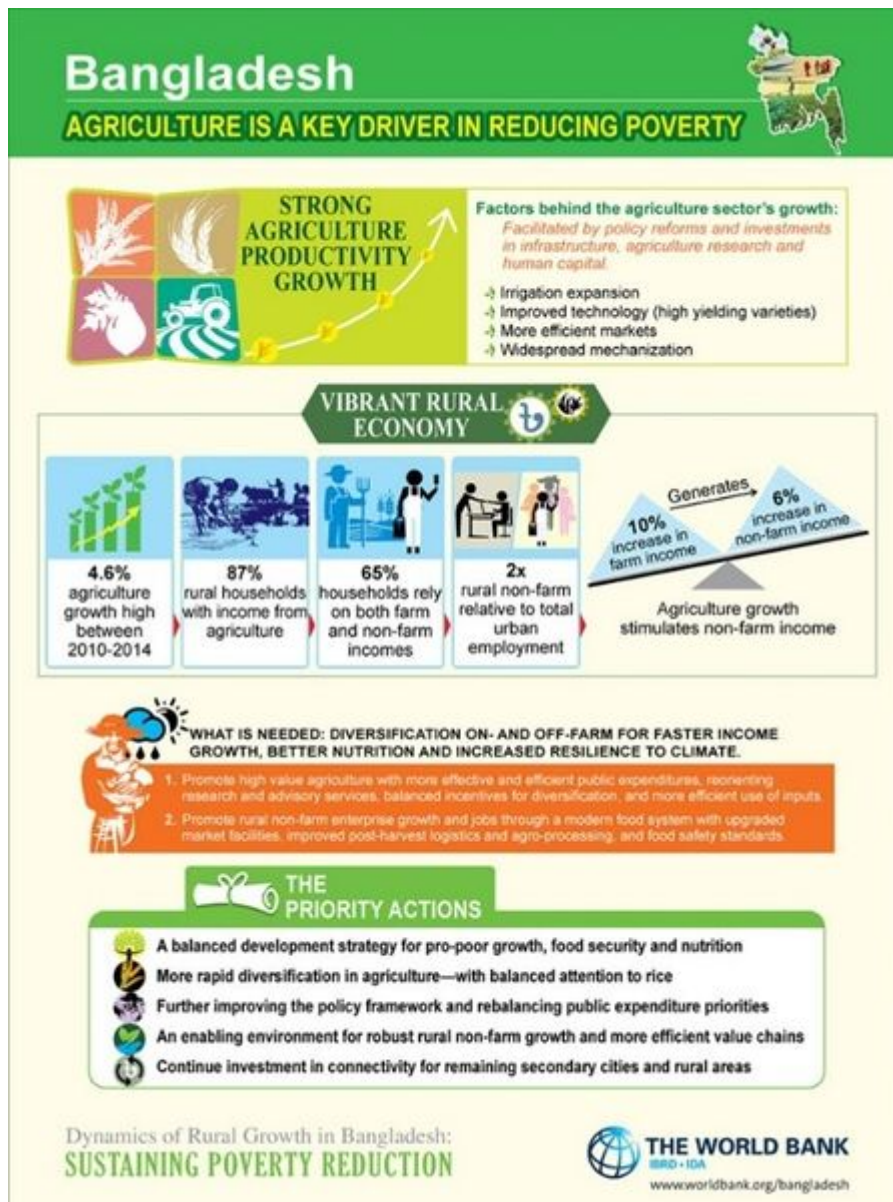 Bangladesh
AGRICULTURE IS A KEY DRIVER IN REDUCING POVERTY
STRONG
AGRICULTURE
PRODUCTIVITY
GROWTH
Factors behind the agriculture sector's growth:
Facilitated by policy reforms and investments
in infrastructure, agriculture research and
human capital.
Irrigation expansion
Improved technology (high yielding varieties)
More efficient markets
Widespread mechanization
VIBRANT RURAL
ECONOMY
৳
4.6%
agriculture
growth high
between
2010-2014
87%
rural households
with income from
agriculture
65%
households rely
on both farm
and non-farm
incomes
2x
rural non-farm
relative to total
urban
employment
Generates
10%
increase in
farm income
6%
increase in
non-farm income
Agriculture growth
stimulates non-farm income
WHAT IS NEEDED: DIVERSIFICATION ON- AND OFF-FARM FOR FASTER INCOME
GROWTH, BETTER NUTRITION AND INCREASED RESILIENCE TO CLIMATE.
1. Promote high value agriculture with more effective and efficient public expenditures, reorienting
research and advisory services, balanced incentives for diversification, and more efficient use of inputs.
2. Promote rural non-farm enterprise growth and jobs through a modern food system with upgraded
market facilities, improved post-harvest logistics and agro-processing, and food safety standards.
THE
PRIORITY ACTIONS
A balanced development strategy for pro-poor growth, food security and nutrition
More rapid diversification in agriculture—with balanced attention to rice
Further improving the policy framework and rebalancing public expenditure priorities
An enabling environment for robust rural non-farm growth and more efficient value chains
Continue investment in connectivity for remaining secondary cities and rural areas
Dynamics of Rural Growth in Bangladesh:
SUSTAINING POVERTY REDUCTION
THE WORLD BANK
IBRD • IDA
www.worldbank.org/bangladesh